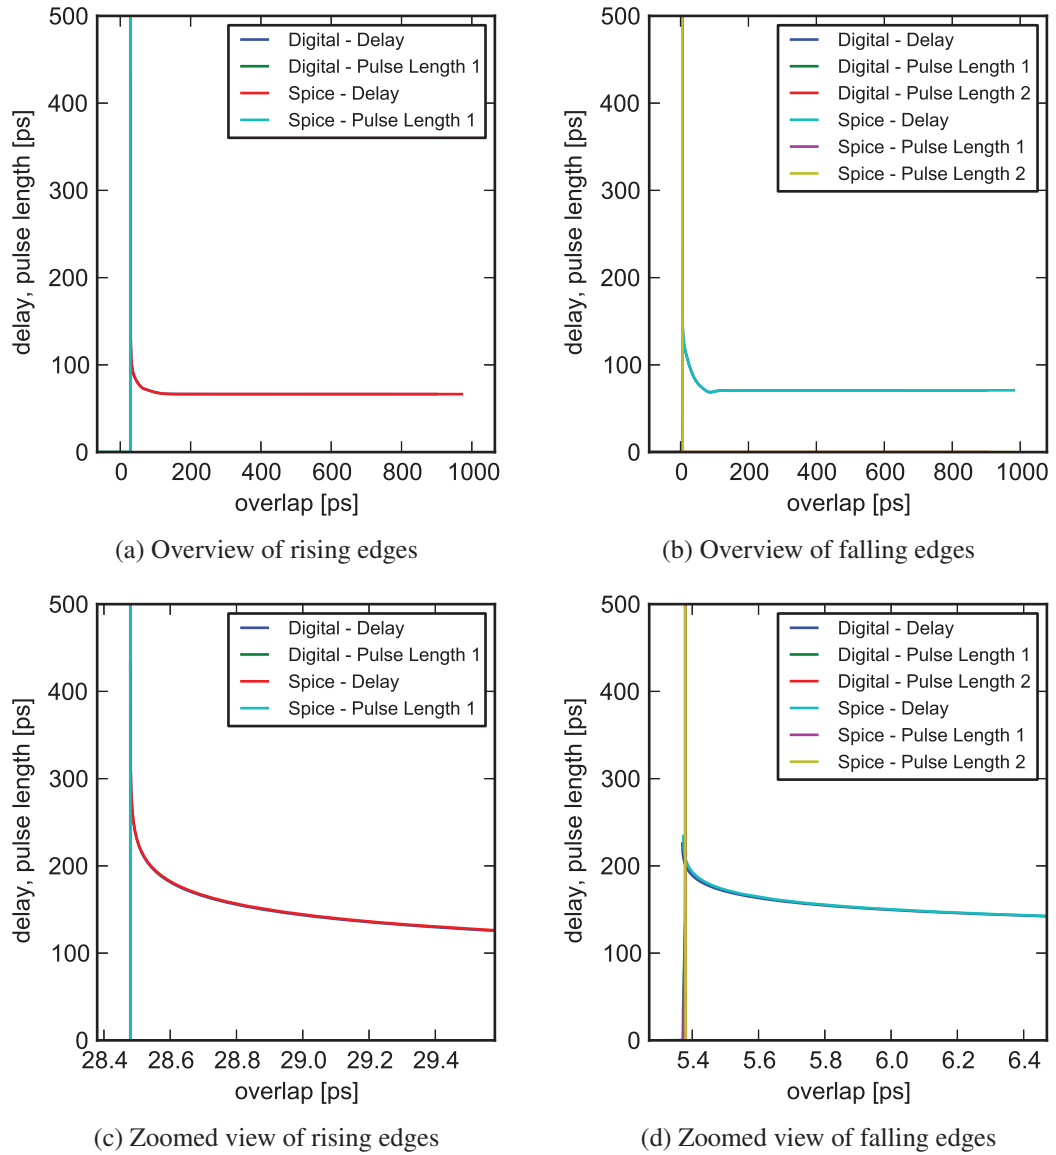 500
400
300
200
100
0
delay, pulse length [ps]
Digital - Delay
Digital - Pulse Length 1
Spice - Delay
Spice - Pulse Length 1
0 200 400 600 800 1000
overlap [ps]
(a) Overview of rising edges
500
400
300
200
100
0
delay, pulse length [ps]
Digital - Delay
Digital - Pulse Length 1
Digital - Pulse Length 2
Spice - Delay
Spice - Pulse Length 1
Spice - Pulse Length 2
0 200 400 600 800 1000
overlap [ps]
(b) Overview of falling edges
500
400
300
200
100
0
delay, pulse length [ps]
Digital - Delay
Digital - Pulse Length 1
Spice - Delay
Spice - Pulse Length 1
28.4 28.6 28.8 29.0 29.2 29.4
overlap [ps]
(c) Zoomed view of rising edges
500
400
300
200
100
0
delay, pulse length [ps]
Digital - Delay
Digital - Pulse Length 1
Digital - Pulse Length 2
Spice - Delay
Spice - Pulse Length 1
Spice - Pulse Length 2
5.4 5.6 5.8 6.0 6.2 6.4
overlap [ps]
(d) Zoomed view of falling edges